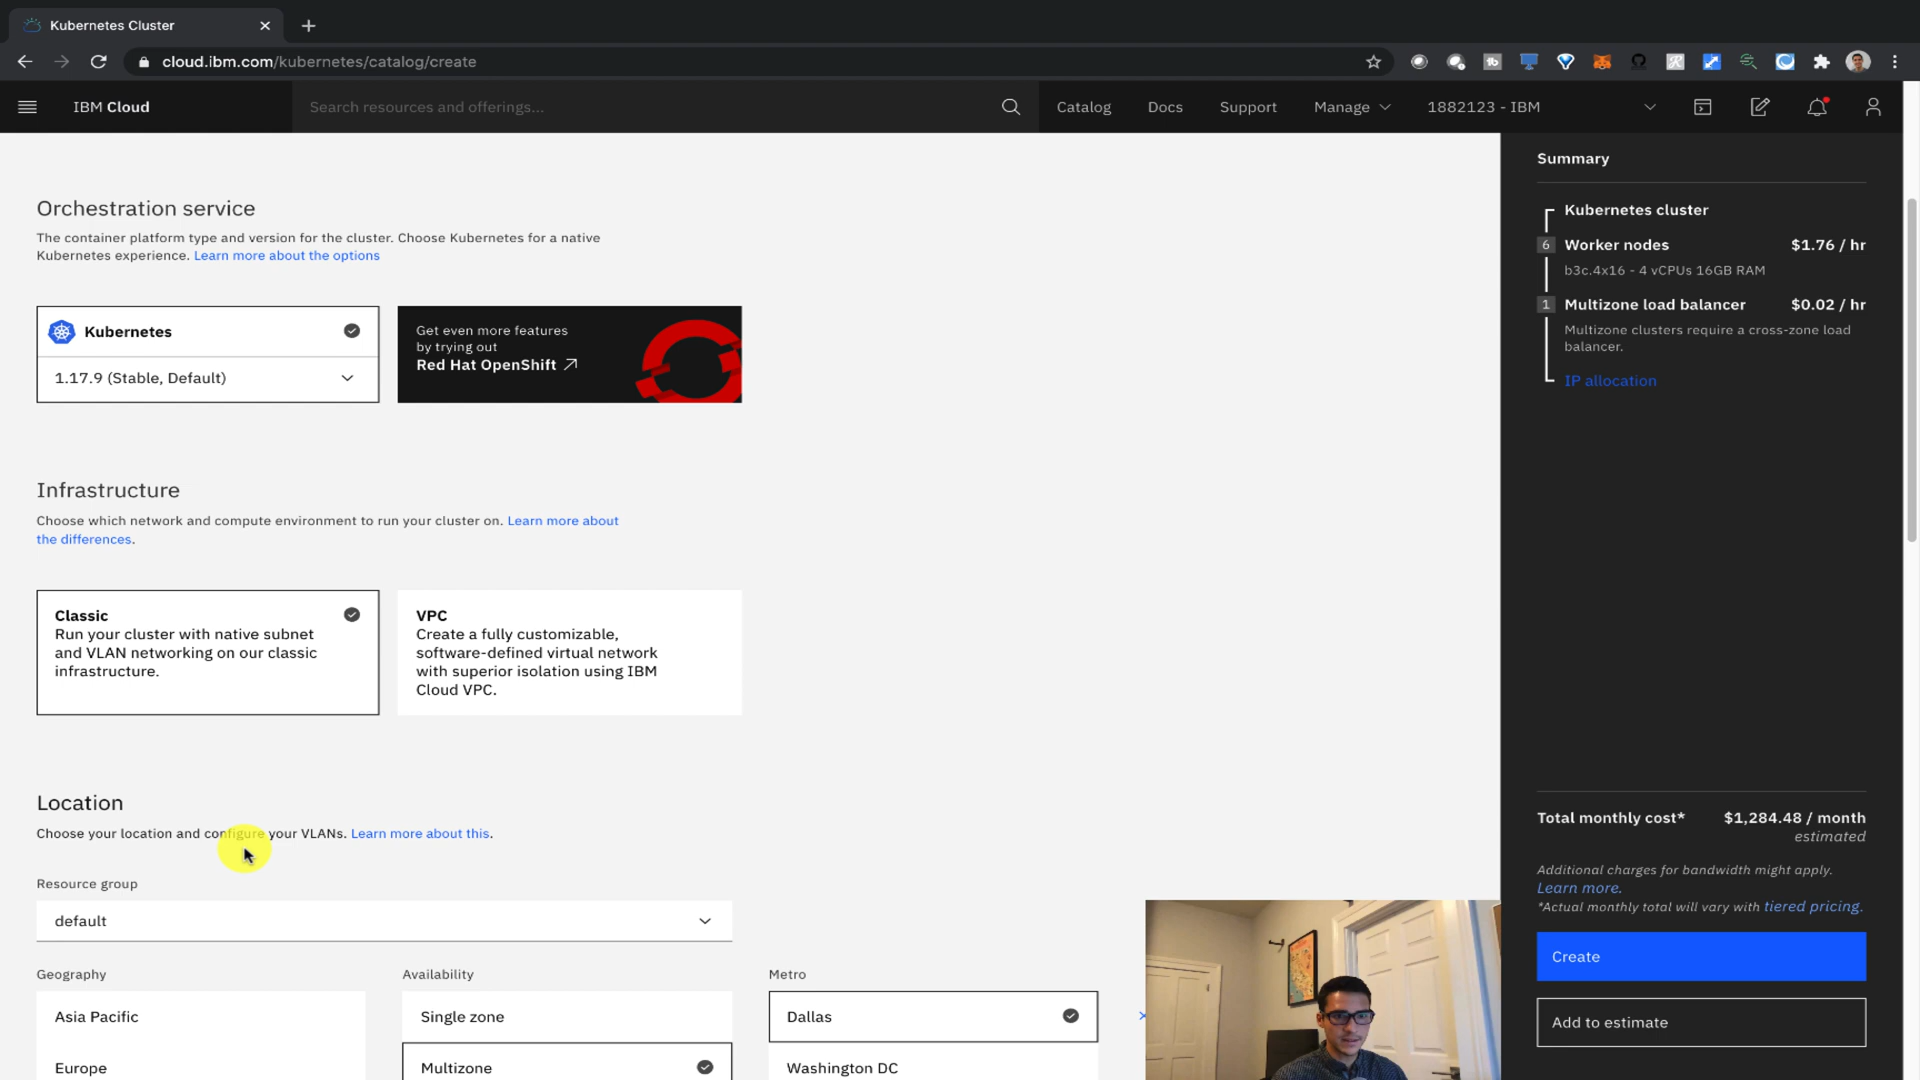 Kubernetes Cluster
cloud.ibm.com/kubernetes/catalog/create
IBM Cloud
Search resources and offerings...
Catalog
Docs
Support
Manage
1882123 - IBM
Orchestration service
The container platform type and version for the cluster. Choose Kubernetes for a native
Kubernetes experience. Learn more about the options
Kubernetes
1.17.9 (Stable, Default)
Get even more features
by trying out
Red Hat OpenShift
Infrastructure
Choose which network and compute environment to run your cluster on. Learn more about
the differences.
Classic
Run your cluster with native subnet
and VLAN networking on our classic
infrastructure.
VPC
Create a fully customizable,
software-defined virtual network
with superior isolation using IBM
Cloud VPC.
Location
Choose your location and configure your VLANs. Learn more about this.
Resource group
default
Geography
Asia Pacific
Europe
Availability
Single zone
Multizone
Metro
Dallas
Washington DC
Summary
Kubernetes cluster
6 Worker nodes $1.76 / hr
b3c.4x16 - 4 vCPUs 16GB RAM
1 Multizone load balancer $0.02 / hr
Multizone clusters require a cross-zone load
balancer.
IP allocation
Total monthly cost* $1,284.48 / month
estimated
Additional charges for bandwidth might apply.
Learn more.
*Actual monthly total will vary with tiered pricing.
Create
Add to estimate